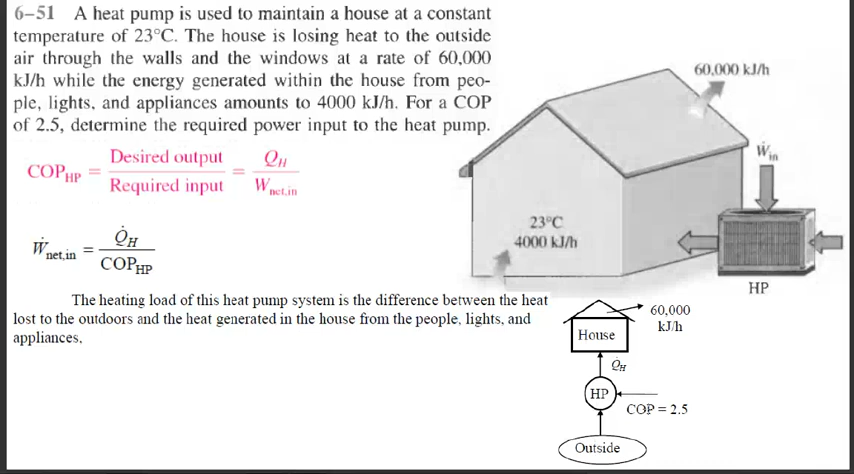 6–51 A heat pump is used to maintain a house at a constant
temperature of 23°C. The house is losing heat to the outside
air through the walls and the windows at a rate of 60,000
kJ/h while the energy generated within the house from peo-
ple, lights, and appliances amounts to 4000 kJ/h. For a COP
of 2.5, determine the required power input to the heat pump.
COP_HP = Desired output / Required input = Q_H / W_net,in
Ẇ_net,in = Q̇_H / COP_HP
The heating load of this heat pump system is the difference between the heat
lost to the outdoors and the heat generated in the house from the people, lights, and
appliances,
60,000 kJ/h
Ẇ_in
23°C
4000 kJ/h
HP
60,000
kJ/h
House
Q̇_H
HP
COP = 2.5
Outside